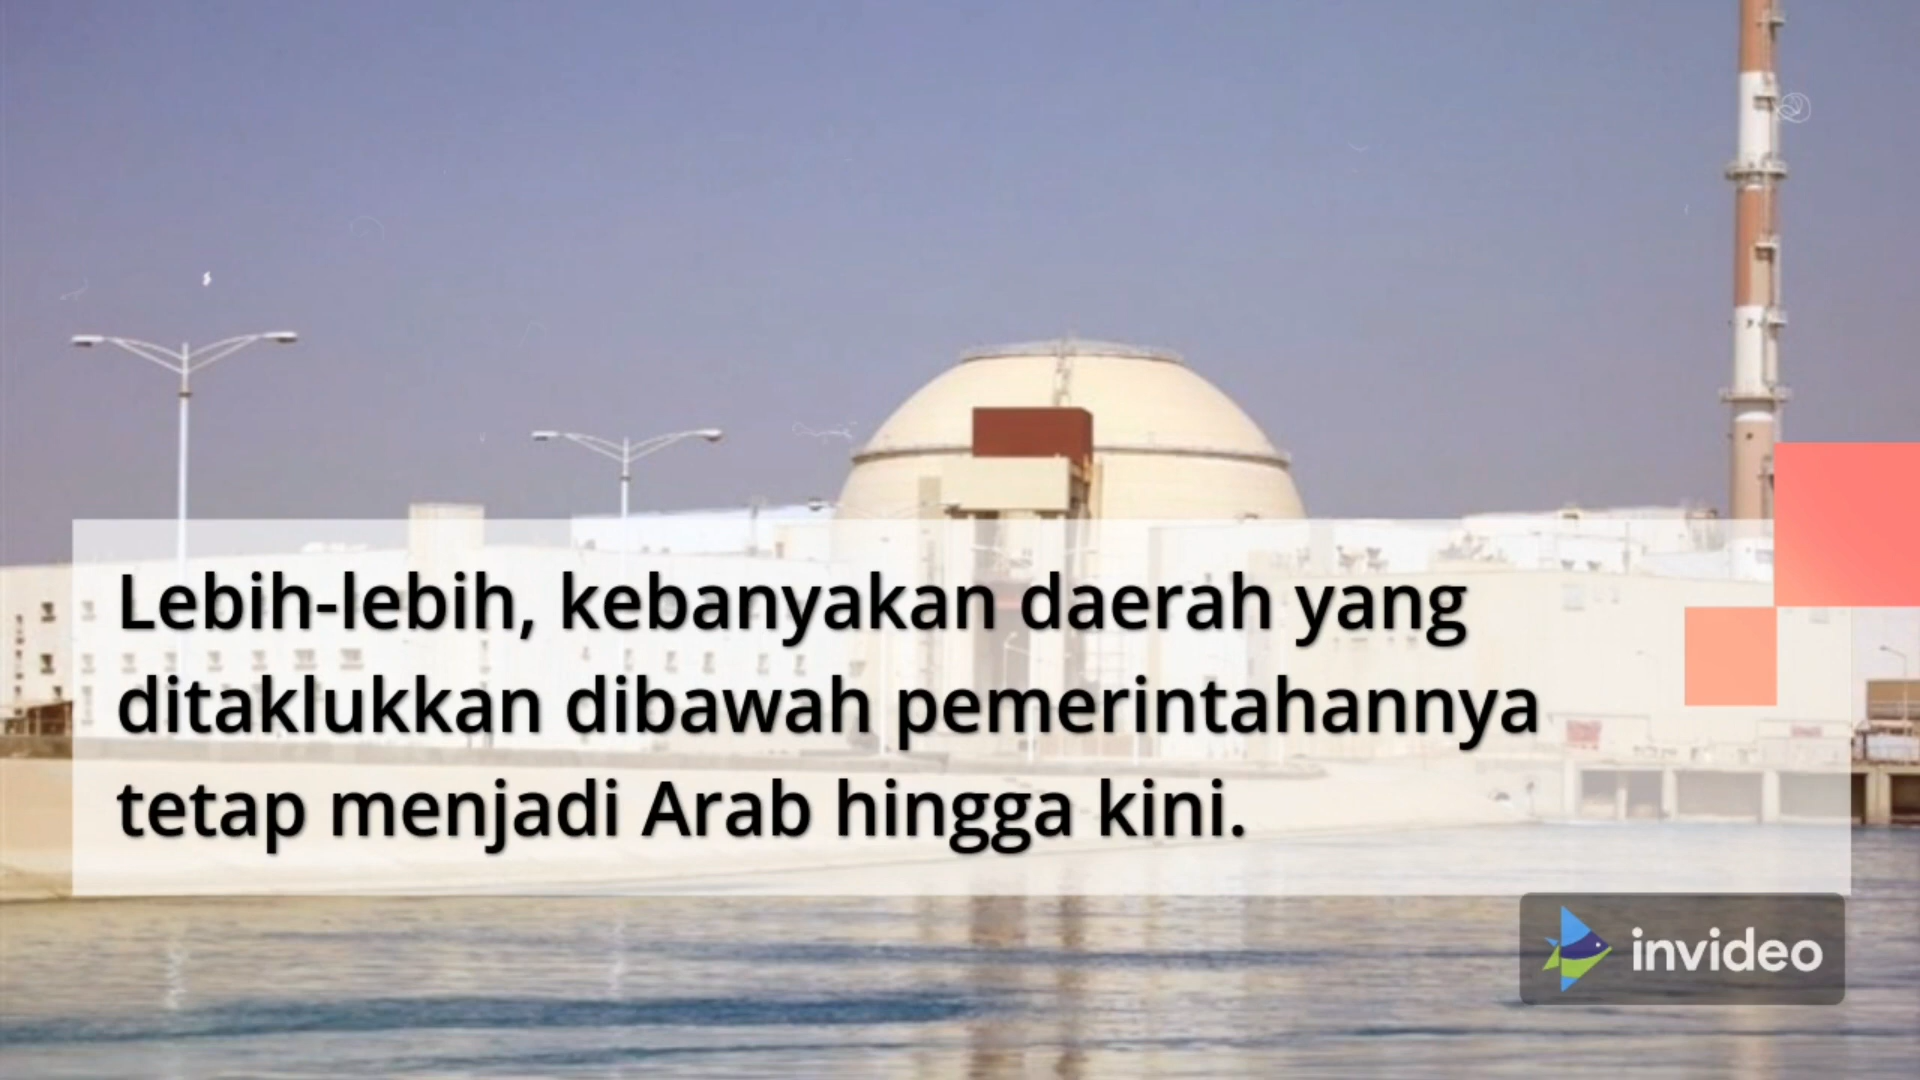 Lebih-lebih, kebanyakan daerah yang
ditaklukkan dibawah pemerintahannya
tetap menjadi Arab hingga kini.
invideo